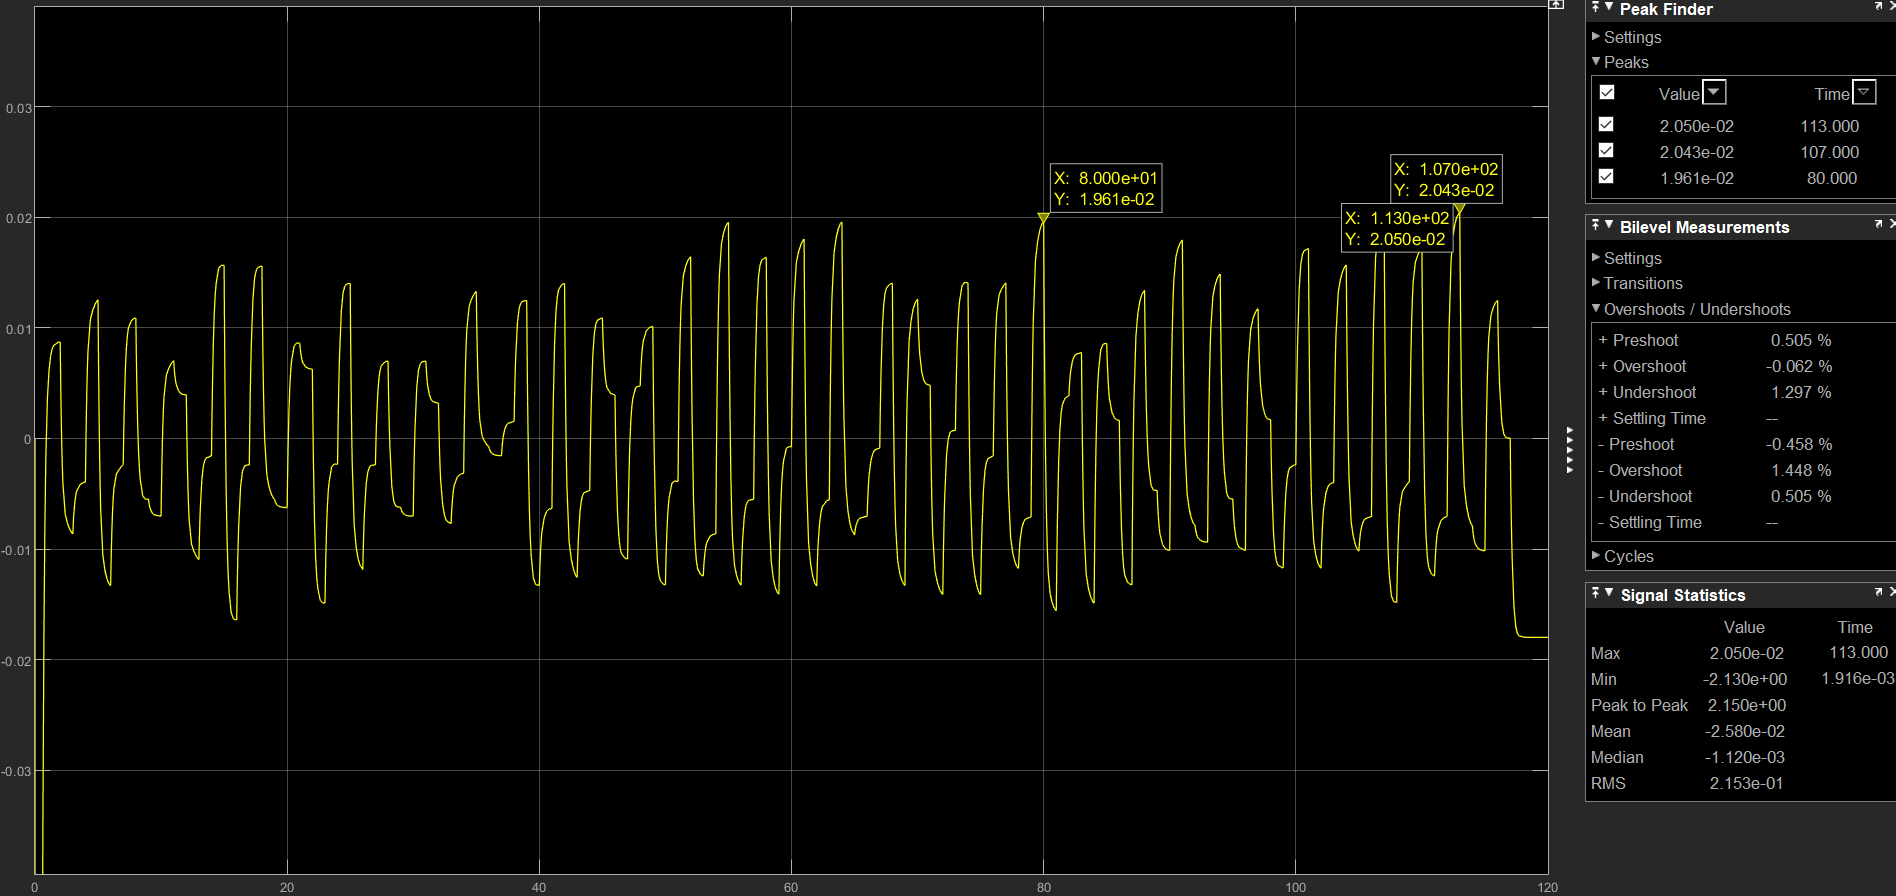 0.03
0.02
0.01
0
-0.01
-0.02
-0.03
0 20 40 60 80 100 120
X: 8.000e+01
Y: 1.961e-02
X: 1.070e+02
Y: 2.043e-02
X: 1.130e+02
Y: 2.050e-02
Peak Finder
Settings
Peaks
Value Time
2.050e-02 113.000
2.043e-02 107.000
1.961e-02 80.000
Bilevel Measurements
Settings
Transitions
Overshoots / Undershoots
+ Preshoot 0.505 %
+ Overshoot -0.062 %
+ Undershoot 1.297 %
+ Settling Time --
- Preshoot -0.458 %
- Overshoot 1.448 %
- Undershoot 0.505 %
- Settling Time --
Cycles
Signal Statistics
Value Time
Max 2.050e-02 113.000
Min -2.130e+00 1.916e-03
Peak to Peak 2.150e+00
Mean -2.580e-02
Median -1.120e-03
RMS 2.153e-01